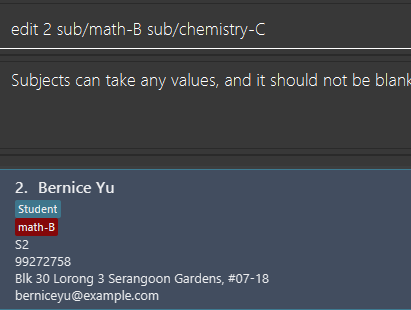 edit 2 sub/math-B sub/chemistry-C
Subjects can take any values, and it should not be blank
2. Bernice Yu
Student
math-B
S2
99272758
Blk 30 Lorong 3 Serangoon Gardens, #07-18
berniceyu@example.com